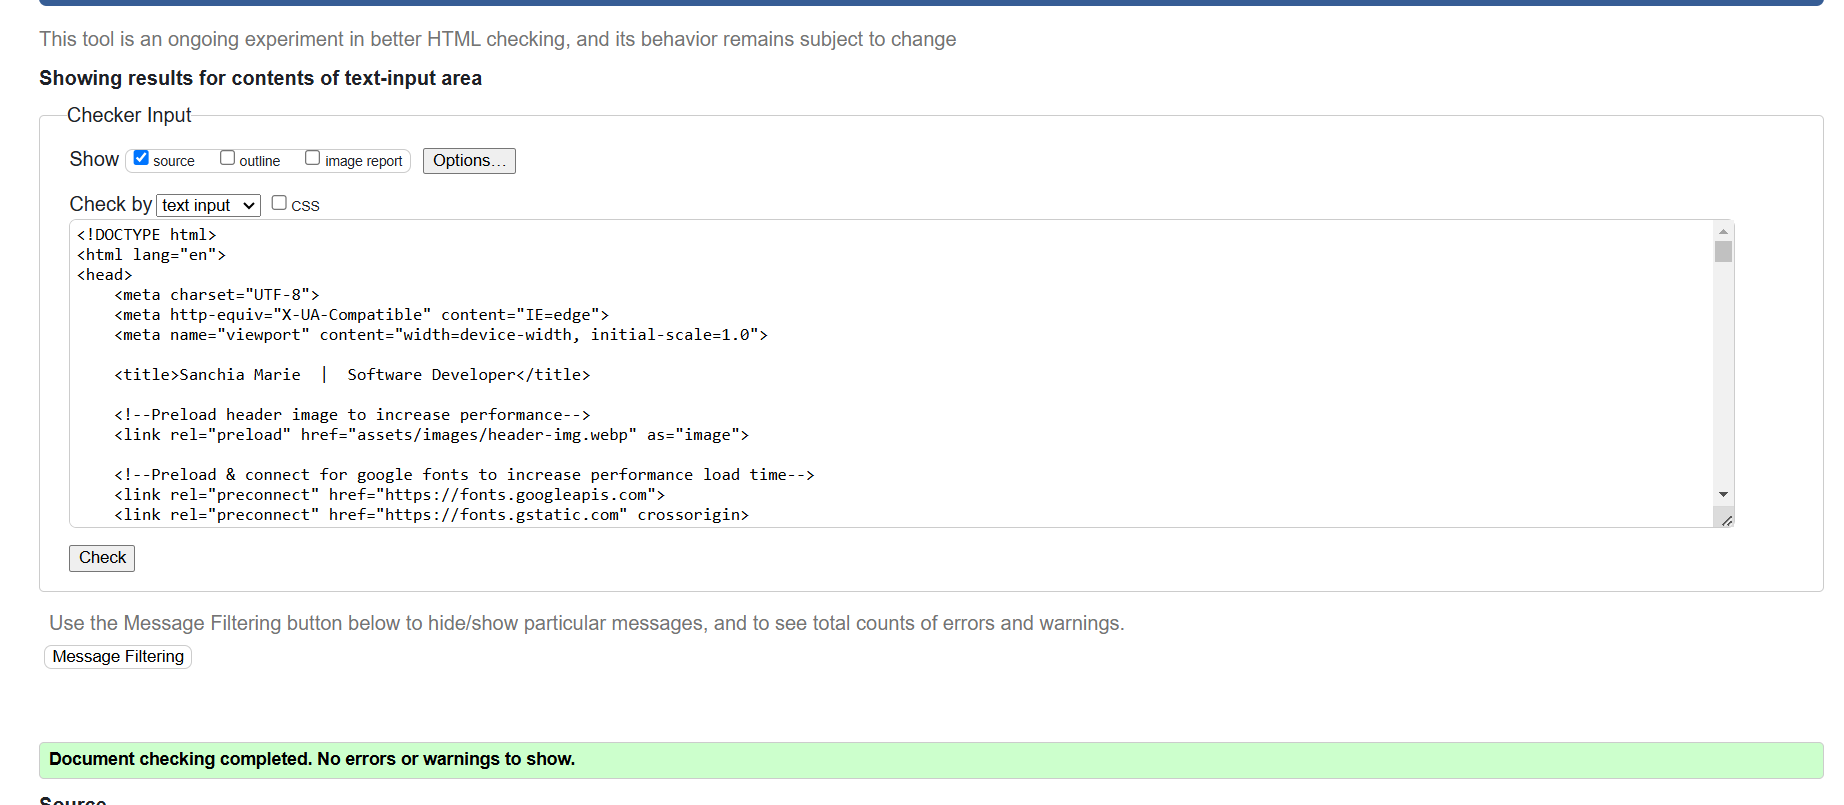 This tool is an ongoing experiment in better HTML checking, and its behavior remains subject to change
Showing results for contents of text-input area
Checker Input
Show source outline image report Options...
Check by text input CSS
<!DOCTYPE html>
<html lang="en">
<head>
    <meta charset="UTF-8">
    <meta http-equiv="X-UA-Compatible" content="IE=edge">
    <meta name="viewport" content="width=device-width, initial-scale=1.0">
    <title>Sanchia Marie  |  Software Developer</title>
    <!--Preload header image to increase performance-->
    <link rel="preload" href="assets/images/header-img.webp" as="image">
    <!--Preload & connect for google fonts to increase performance load time-->
    <link rel="preconnect" href="https://fonts.googleapis.com">
    <link rel="preconnect" href="https://fonts.gstatic.com" crossorigin>
Check
Use the Message Filtering button below to hide/show particular messages, and to see total counts of errors and warnings.
Message Filtering
Document checking completed. No errors or warnings to show.
Source